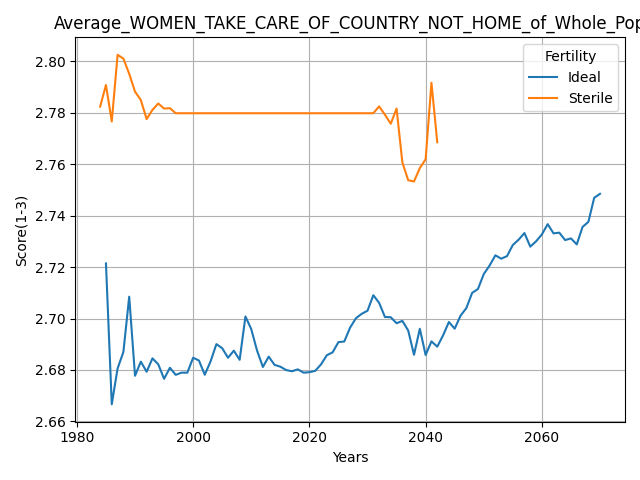 Average_WOMEN_TAKE_CARE_OF_COUNTRY_NOT_HOME_of_Whole_Pop
Fertility
Ideal
Sterile
Score(1-3)
2.80
2.78
2.76
2.74
2.72
2.70
2.68
2.66
1980 2000 2020 2040 2060
Years